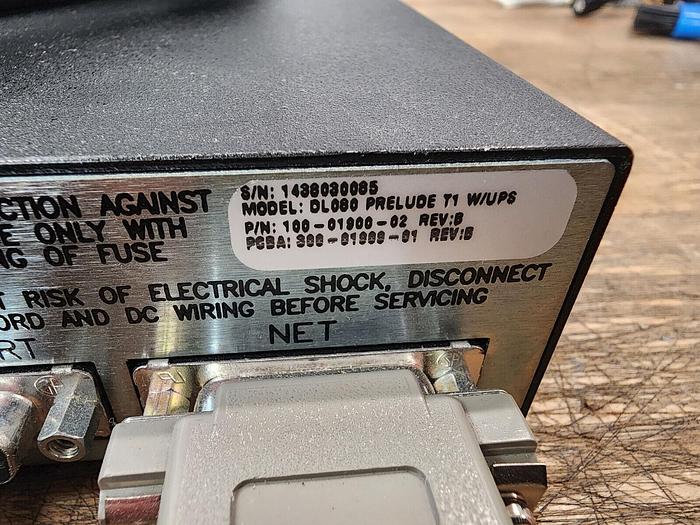 CTION AGAINST
E ONLY WITH
NG OF FUSE
S/N: 1438030085
MODEL: DL080 PRELUDE T1 W/UPS
P/N: 100-01900-02 REV:B
PCBA: 300-01900-01 REV:B
RISK OF ELECTRICAL SHOCK, DISCONNECT
ORD AND DC WIRING BEFORE SERVICING
RT
NET